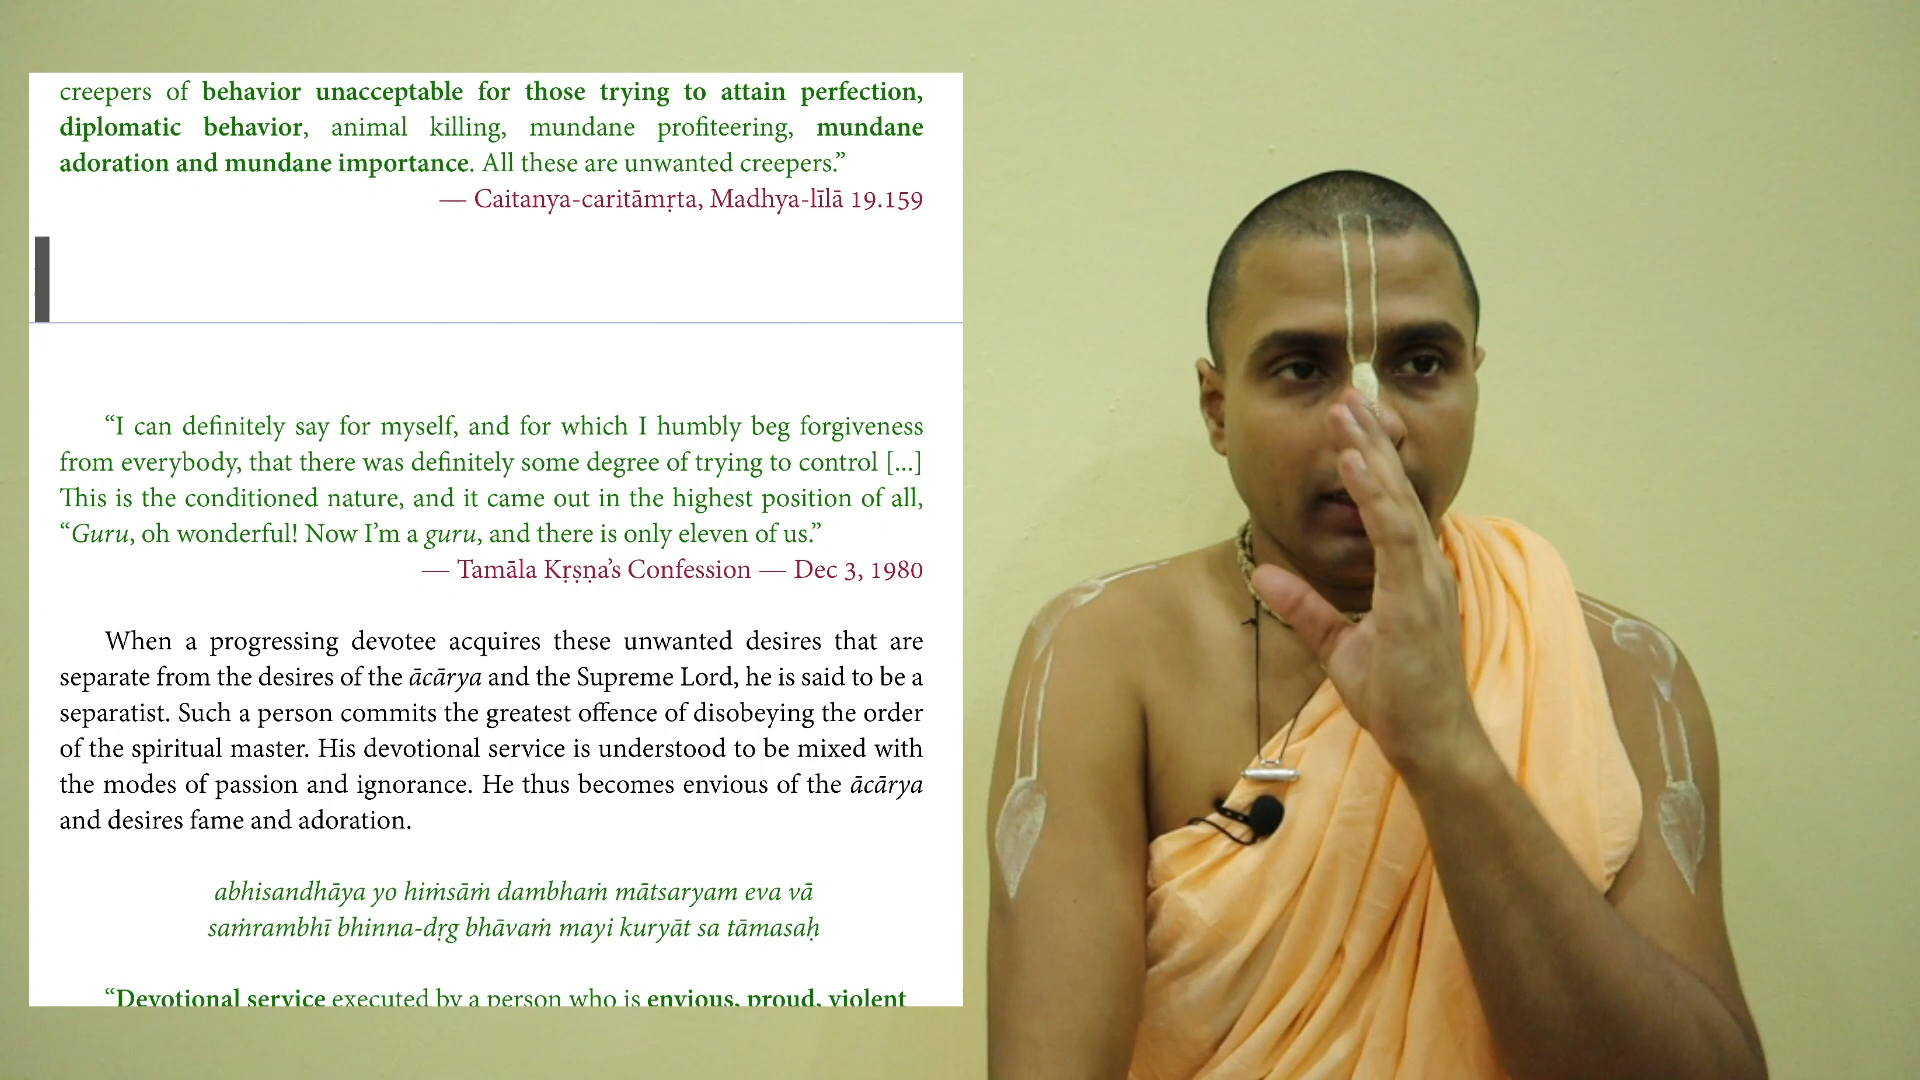 creepers of behavior unacceptable for those trying to attain perfection,
diplomatic behavior, animal killing, mundane profiteering, mundane
adoration and mundane importance. All these are unwanted creepers.”
— Caitanya-caritāmṛta, Madhya-līlā 19.159
“I can definitely say for myself, and for which I humbly beg forgiveness
from everybody, that there was definitely some degree of trying to control [...]
This is the conditioned nature, and it came out in the highest position of all,
“Guru, oh wonderful! Now I’m a guru, and there is only eleven of us.”
— Tamāla Kṛṣṇa’s Confession — Dec 3, 1980
When a progressing devotee acquires these unwanted desires that are
separate from the desires of the ācārya and the Supreme Lord, he is said to be a
separatist. Such a person commits the greatest offence of disobeying the order
of the spiritual master. His devotional service is understood to be mixed with
the modes of passion and ignorance. He thus becomes envious of the ācārya
and desires fame and adoration.
abhisandhāya yo hiṁsāṁ dambhaṁ mātsaryam eva vā
saṁrambhī bhinna-dṛg bhāvaṁ mayi kuryāt sa tāmasaḥ
“Devotional service executed by a person who is envious, proud, violent